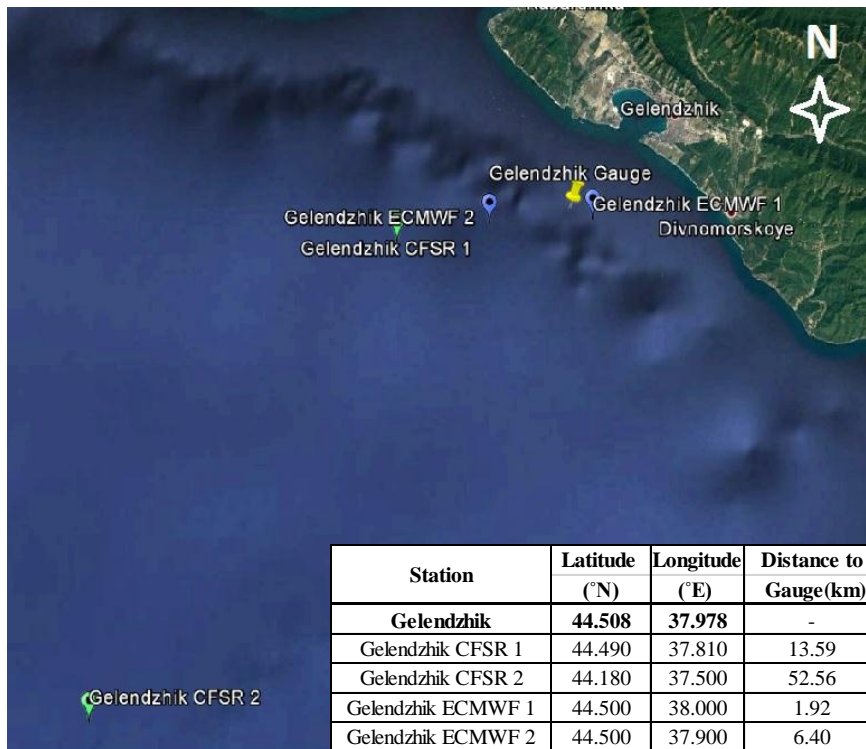 N
Gelendzhik
Gelendzhik Gauge
Gelendzhik ECMWF 1
Gelendzhik ECMWF 2
Divnomorskoye
Gelendzhik CFSR 1
Gelendzhik CFSR 2
Station Latitude Longitude Distance to
(˚N) (˚E) Gauge(km)
Gelendzhik 44.508 37.978 -
Gelendzhik CFSR 1 44.490 37.810 13.59
Gelendzhik CFSR 2 44.180 37.500 52.56
Gelendzhik ECMWF 1 44.500 38.000 1.92
Gelendzhik ECMWF 2 44.500 37.900 6.40